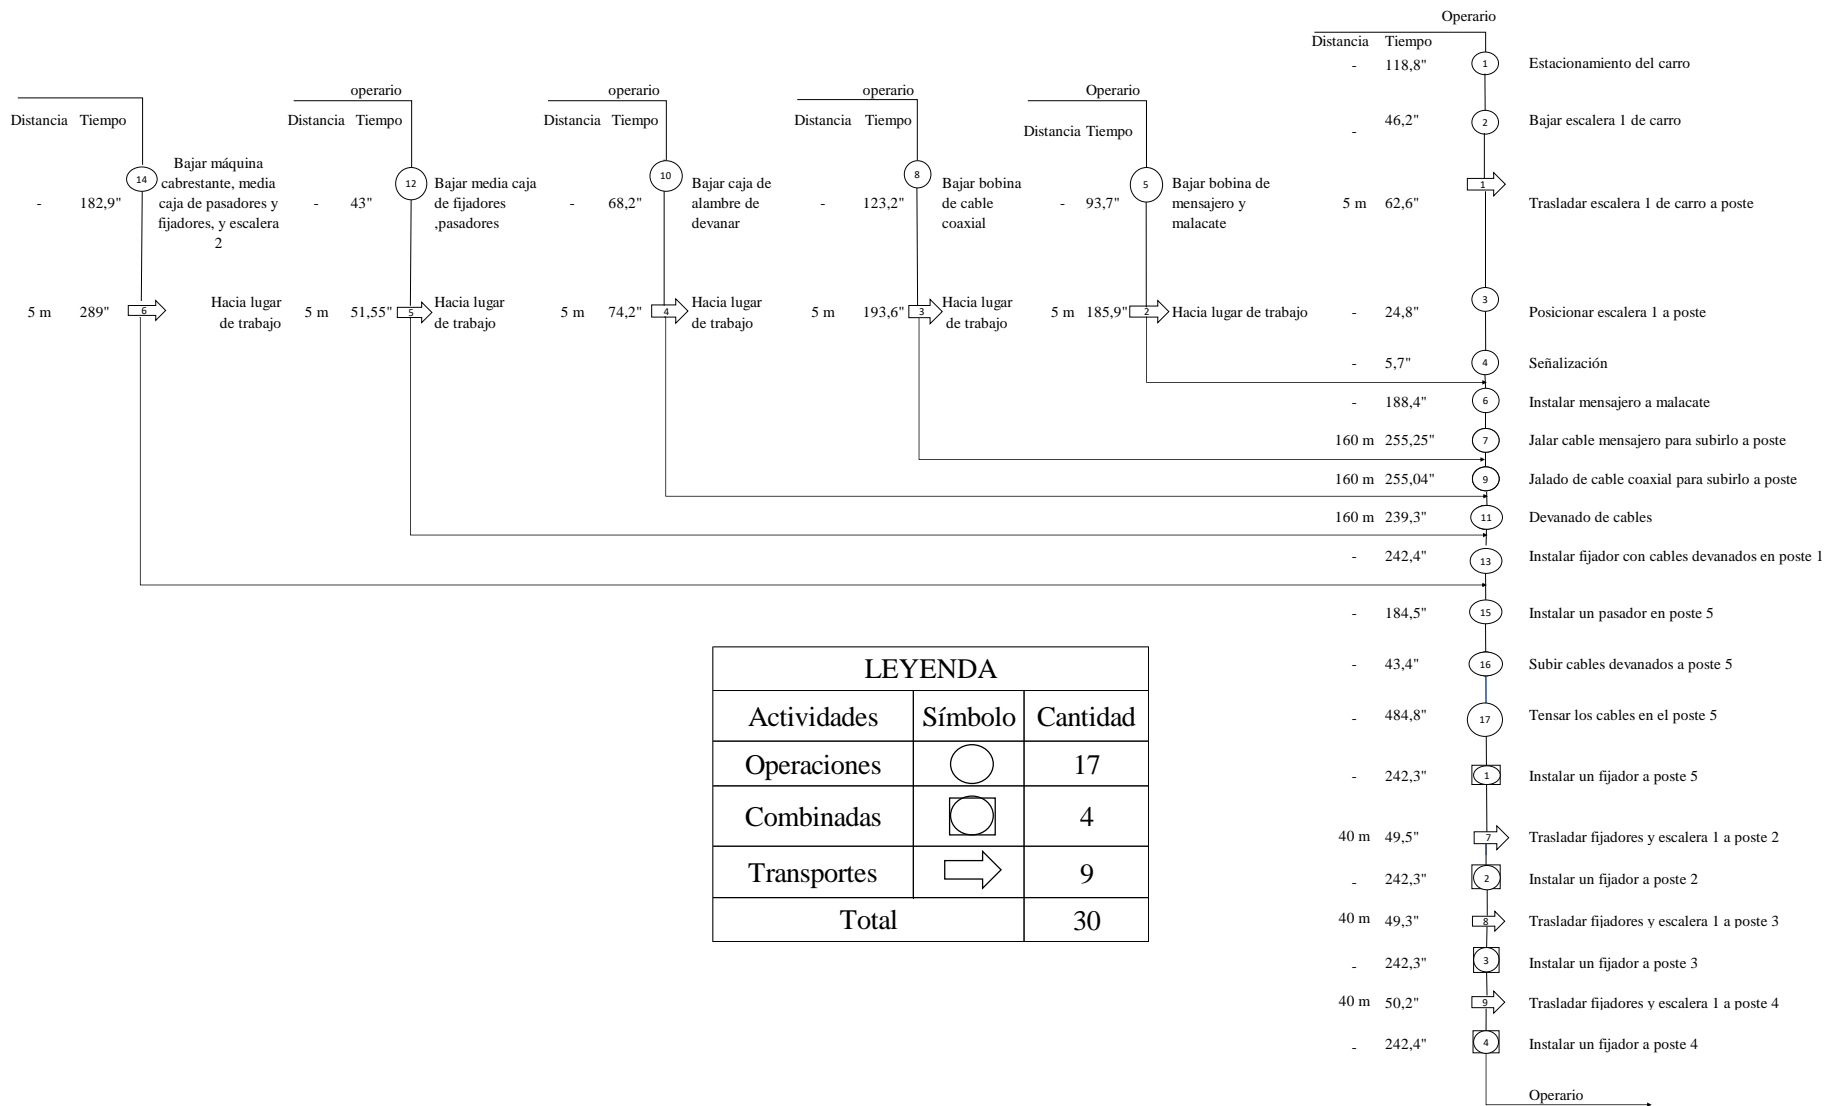 Operario
Distancia Tiempo
- 118,8" 1 Estacionamiento del carro
- 46,2" 2 Bajar escalera 1 de carro
1
5 m 62,6" Trasladar escalera 1 de carro a poste
3
- 24,8" Posicionar escalera 1 a poste
- 5,7" 4 Señalización
- 188,4" 6 Instalar mensajero a malacate
160 m 255,25" 7 Jalar cable mensajero para subirlo a poste
160 m 255,04" 9 Jalado de cable coaxial para subirlo a poste
160 m 239,3" 11 Devanado de cables
- 242,4" 13 Instalar fijador con cables devanados en poste 1
- 184,5" 15 Instalar un pasador en poste 5
- 43,4" 16 Subir cables devanados a poste 5
- 484,8" 17 Tensar los cables en el poste 5
- 242,3" 1 Instalar un fijador a poste 5
40 m 49,5" 7 Trasladar fijadores y escalera 1 a poste 2
- 242,3" 2 Instalar un fijador a poste 2
40 m 49,3" 8 Trasladar fijadores y escalera 1 a poste 3
- 242,3" 3 Instalar un fijador a poste 3
40 m 50,2" 9 Trasladar fijadores y escalera 1 a poste 4
- 242,4" 4 Instalar un fijador a poste 4
Operario
Distancia Tiempo
14
Bajar máquina
cabrestante, media
caja de pasadores y
fijadores, y escalera
2
- 182,9"
5 m 289" 6
Hacia lugar
de trabajo
operario
Distancia Tiempo
12
Bajar media caja
de fijadores
,pasadores
- 43"
5 m 51,55" 5
Hacia lugar
de trabajo
operario
Distancia Tiempo
10
Bajar caja de
alambre de
devanar
- 68,2"
5 m 74,2" 4
Hacia lugar
de trabajo
operario
Distancia Tiempo
8
Bajar bobina
de cable
coaxial
- 123,2"
5 m 193,6" 3
Hacia lugar
de trabajo
Operario
Distancia Tiempo
5
Bajar bobina de
mensajero y
malacate
- 93,7"
5 m 185,9" 2 Hacia lugar de trabajo
LEYENDA
Actividades Símbolo Cantidad
Operaciones 17
Combinadas 4
Transportes 9
Total 30